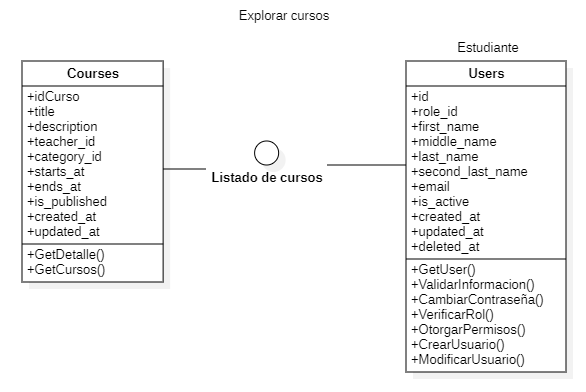 Explorar cursos
Estudiante
Courses
+idCurso
+title
+description
+teacher_id
+category_id
+starts_at
+ends_at
+is_published
+created_at
+updated_at
+GetDetalle()
+GetCursos()
Listado de cursos
Users
+id
+role_id
+first_name
+middle_name
+last_name
+second_last_name
+email
+is_active
+created_at
+updated_at
+deleted_at
+GetUser()
+ValidarInformacion()
+CambiarContraseña()
+VerificarRol()
+OtorgarPermisos()
+CrearUsuario()
+ModificarUsuario()